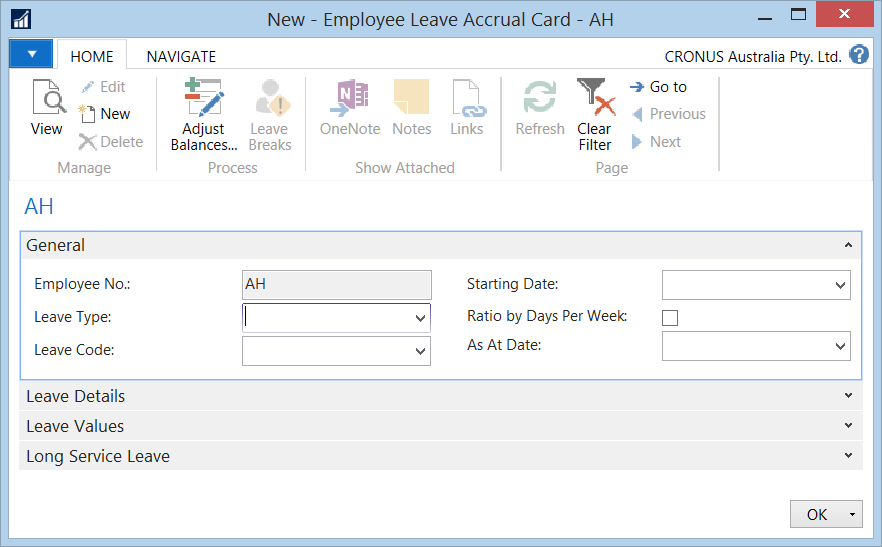 New - Employee Leave Accrual Card - AH
HOME NAVIGATE CRONUS Australia Pty. Ltd. ?
View
Edit
New
Delete
Manage
Adjust
Balances...
Leave
Breaks
Process
OneNote
Notes
Links
Show Attached
Refresh
Clear
Filter
Go to
Previous
Next
Page
AH
General
Employee No.: AH
Leave Type:
Leave Code:
Starting Date:
Ratio by Days Per Week:
As At Date:
Leave Details
Leave Values
Long Service Leave
OK